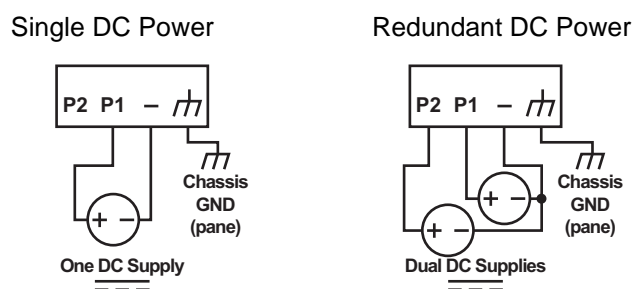 Single DC Power
P2 P1 –
+ –
Chassis
GND
(pane)
One DC Supply
Redundant DC Power
P2 P1 –
+ –
+ –
Chassis
GND
(pane)
Dual DC Supplies